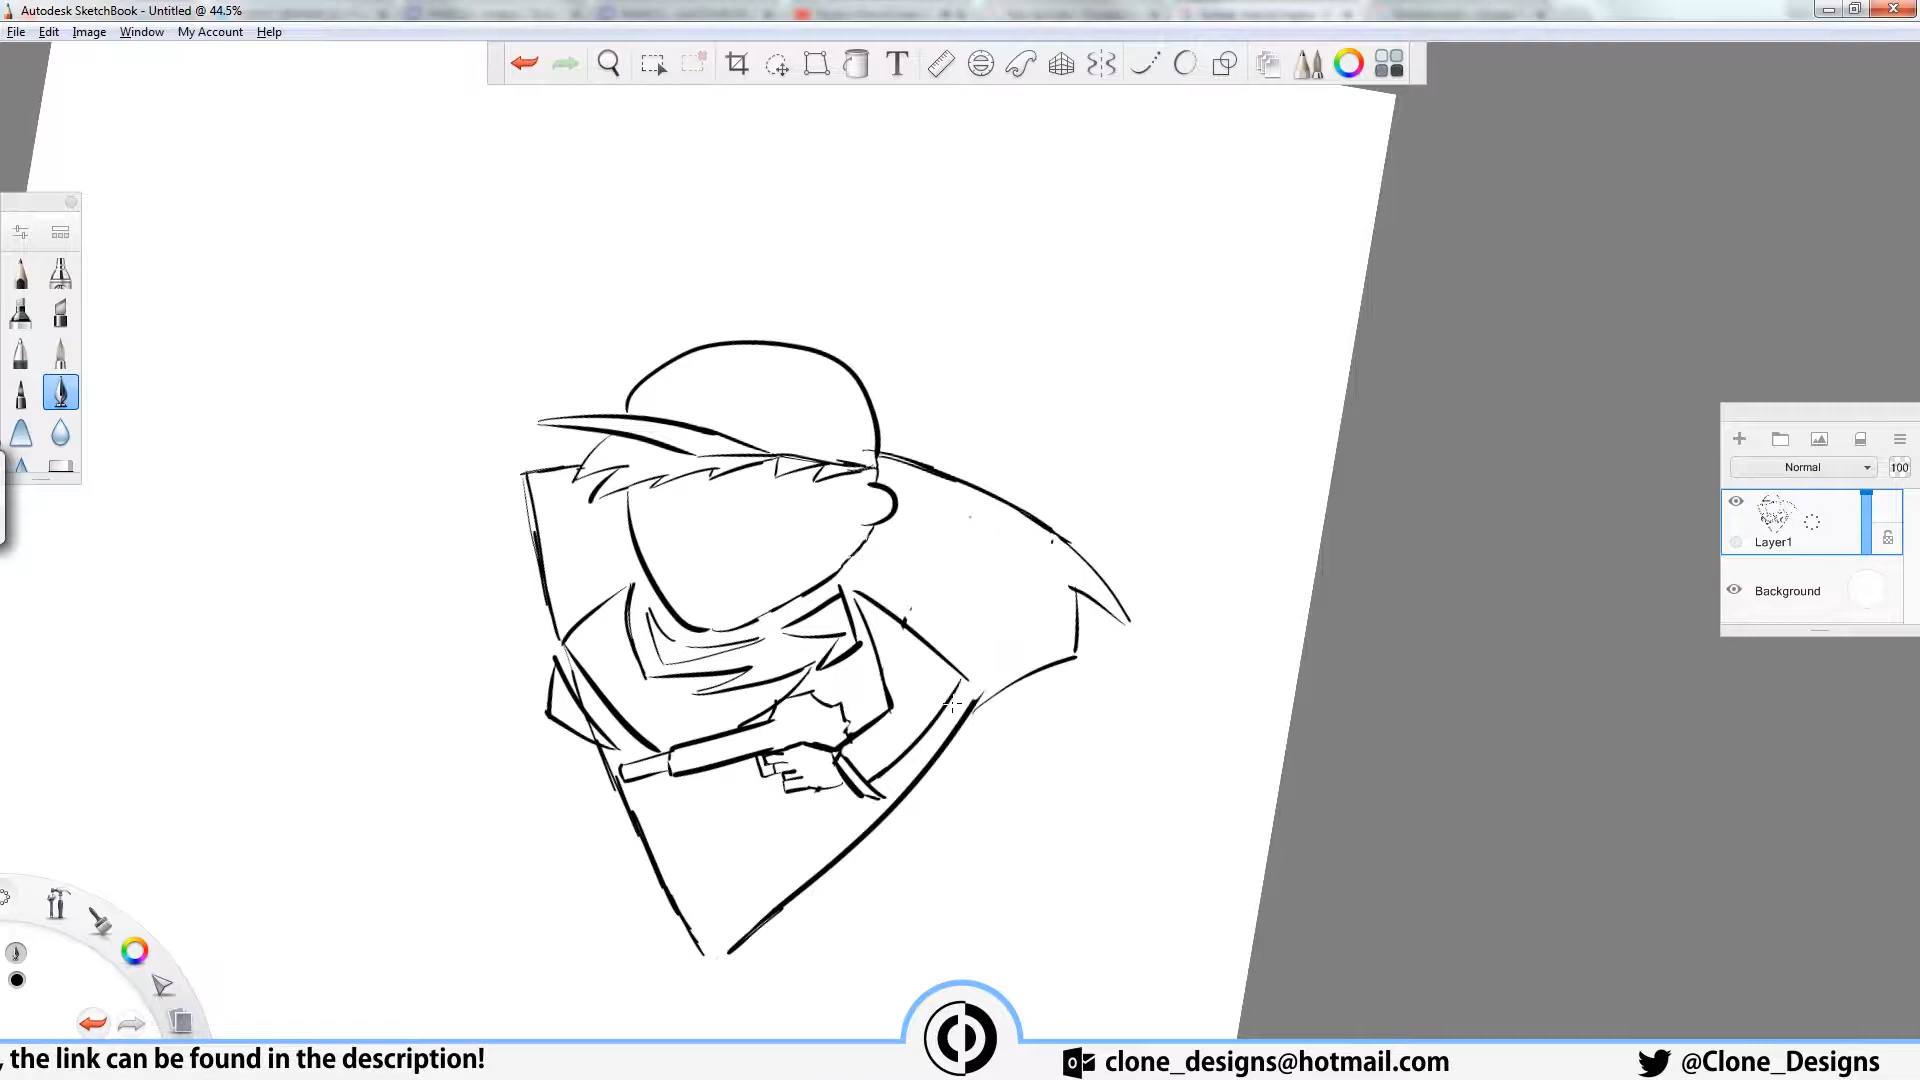 Autodesk SketchBook - Untitled @ 44.5%
File Edit Image Window My Account Help
T
Normal 100
Layer1
Background
, the link can be found in the description!
clone_designs@hotmail.com
@Clone_Designs